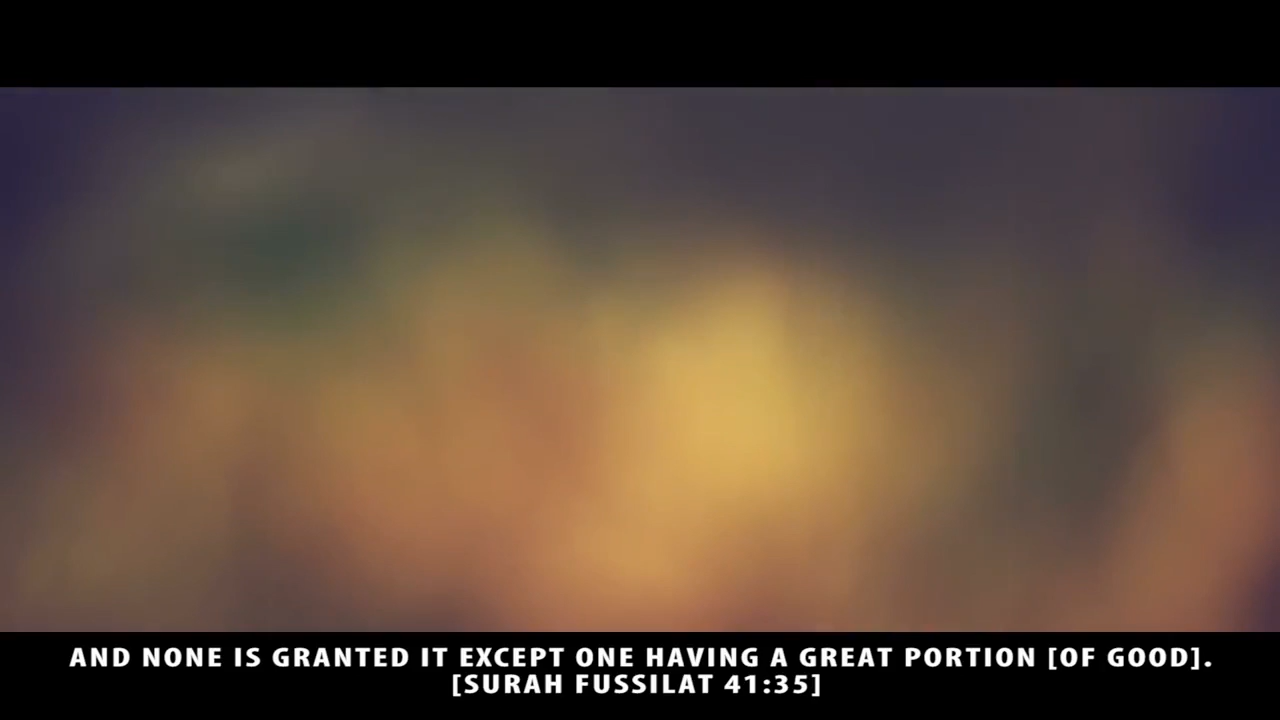 AND NONE IS GRANTED IT EXCEPT ONE HAVING A GREAT PORTION [OF GOOD].
[SURAH FUSSILAT 41:35]